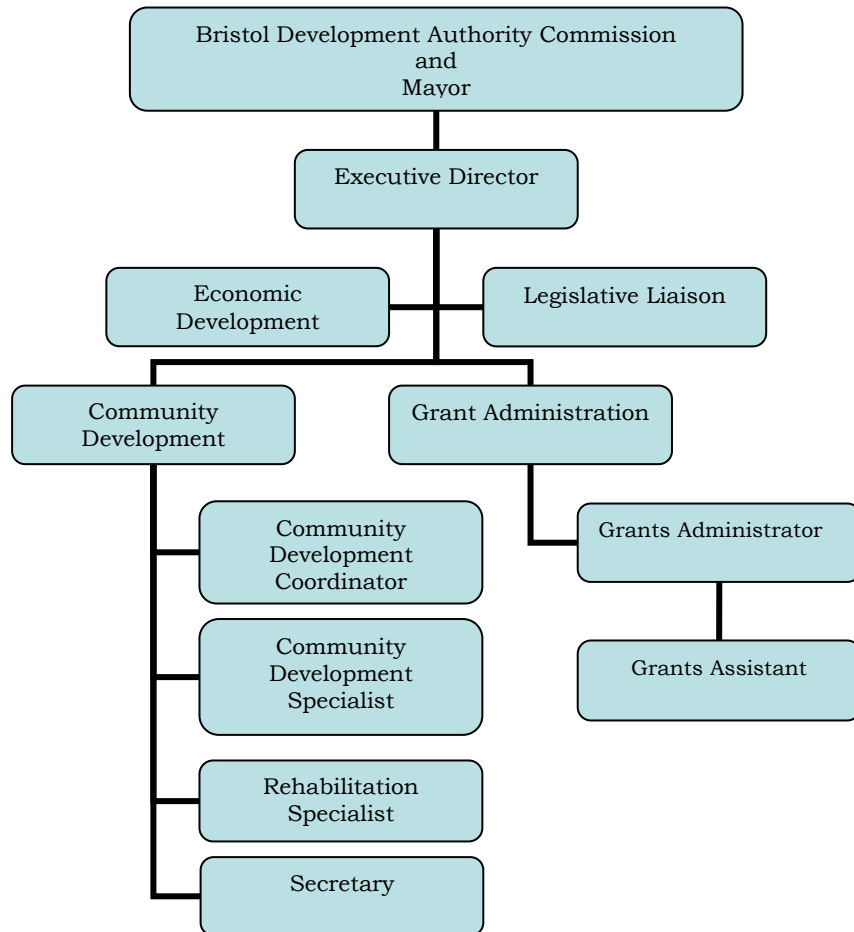 Bristol Development Authority Commission
and
Mayor
Executive Director
Economic
Development
Legislative Liaison
Community
Development
Grant Administration
Community
Development
Coordinator
Grants Administrator
Community
Development
Specialist
Grants Assistant
Rehabilitation
Specialist
Secretary